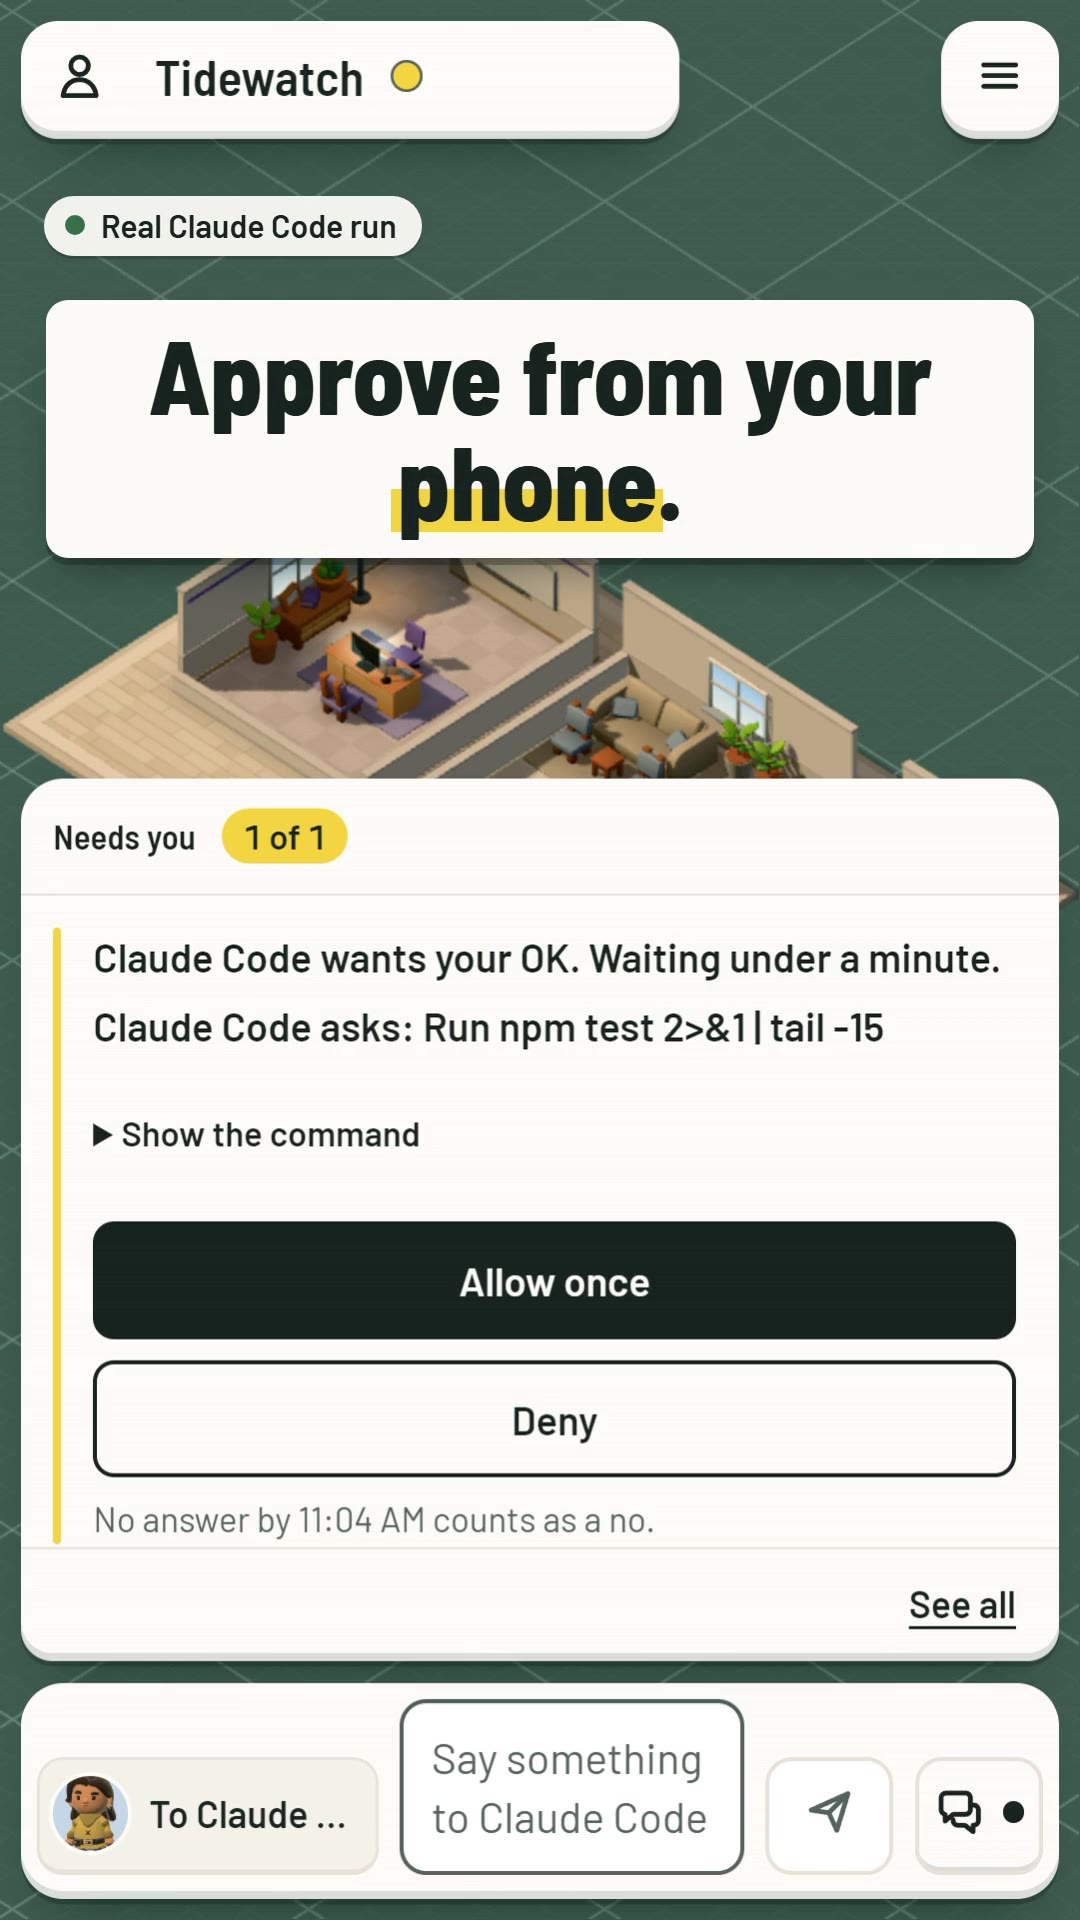 Tidewatch
Real Claude Code run
Approve from your
phone.
Needs you 1 of 1
Claude Code wants your OK. Waiting under a minute.
Claude Code asks: Run npm test 2>&1 | tail -15
Show the command
Allow once
Deny
No answer by 11:04 AM counts as a no.
See all
To Claude ...
Say something
to Claude Code